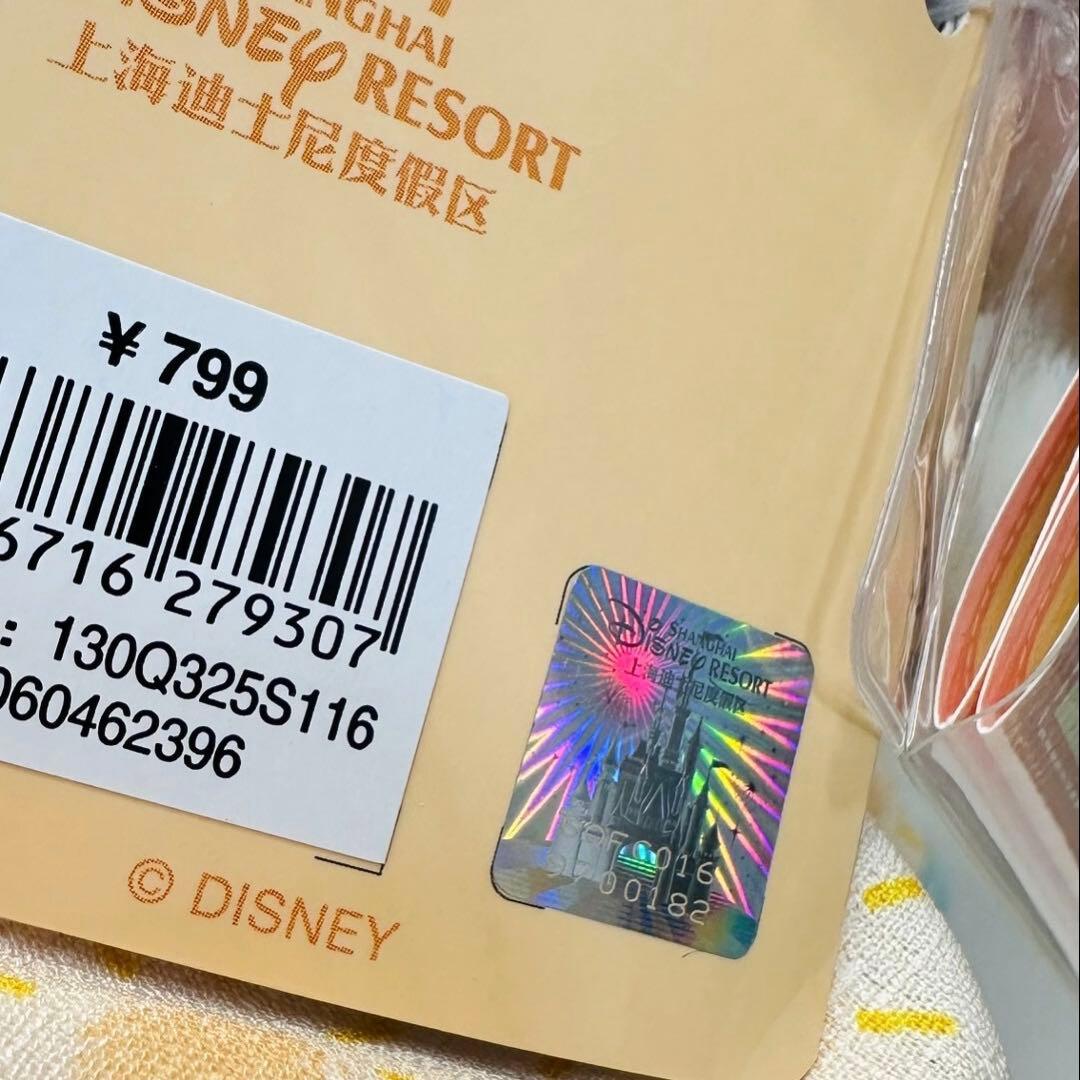 SHANGHAI
DISNEY RESORT
上海迪士尼度假区
¥ 799
6716 279307
: 130Q325S116
060462396
© DISNEY
SHANGHAI
DISNEY RESORT
上海迪士尼度假区
00182